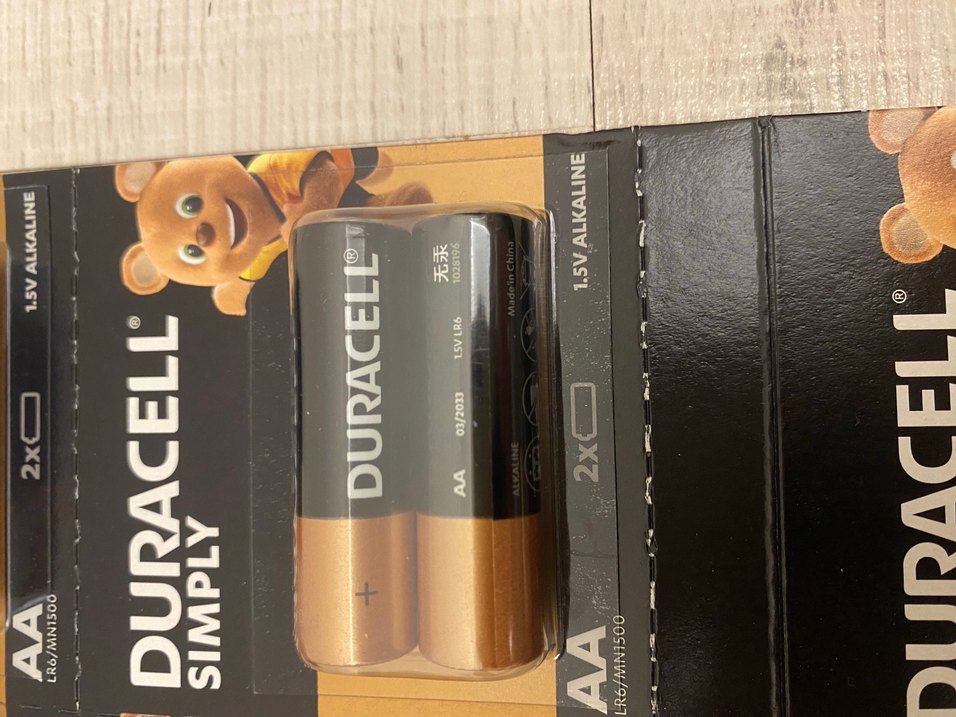 AA
LR6/MN1500
2x
1.5V ALKALINE
DURACELL®
SIMPLY
+
DURACELL®
无汞
1028196
AA 03/2033 1.5V LR6
ALKALINE
Made in China
AA
LR6/MN1500
2x
1.5V ALKALINE
DURACELL®